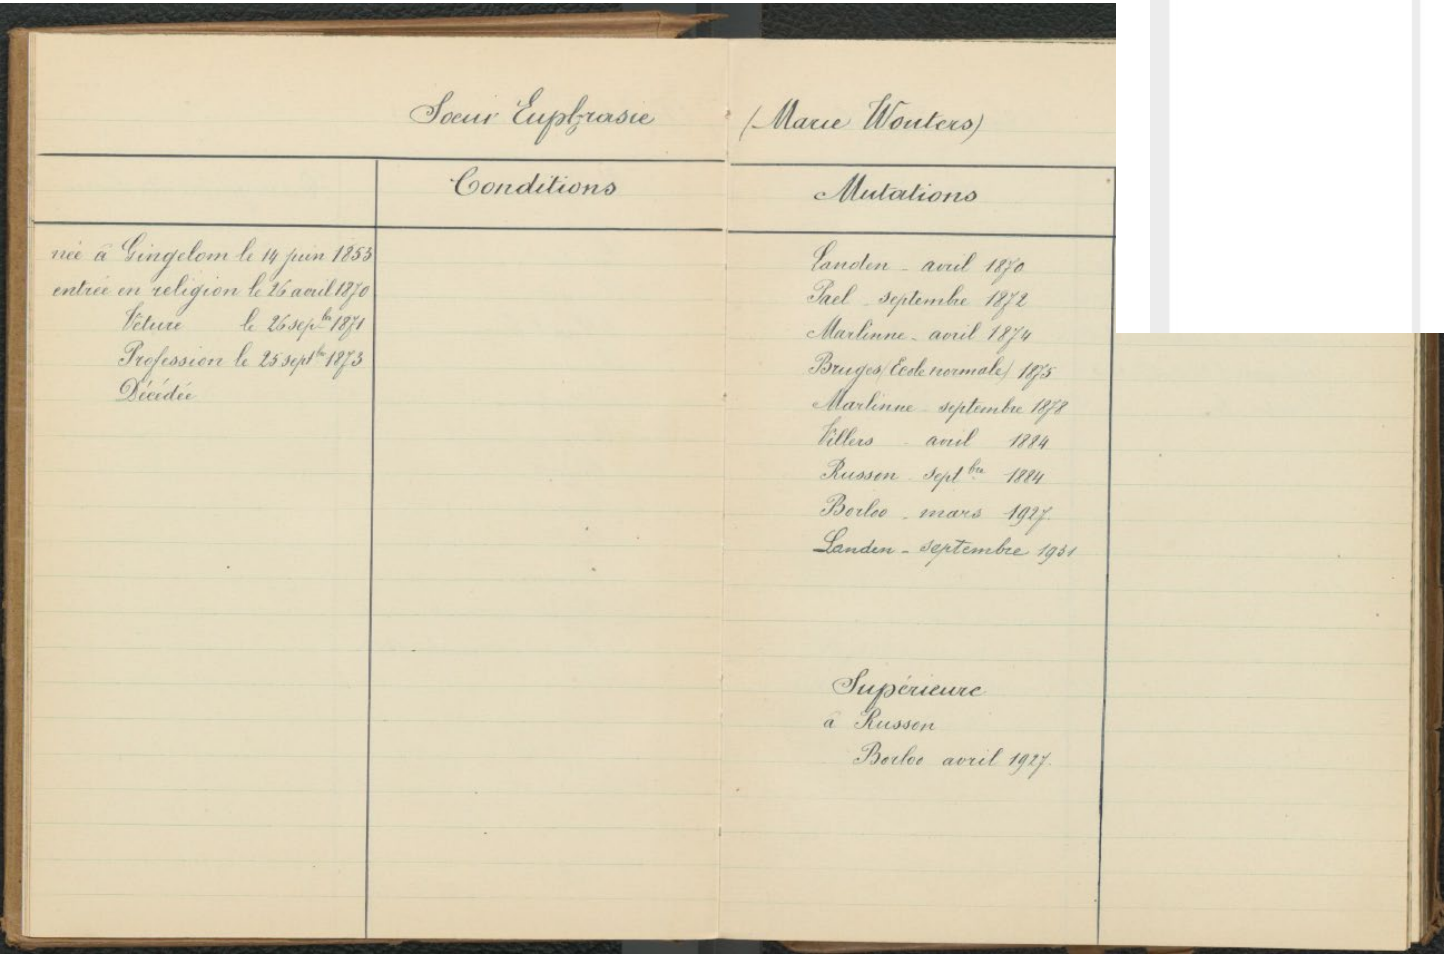 Soeur Euphrasie (Marie Wouters)
Conditions
Mutations
née à Gingelom le 14 juin 1853
entrée en religion le 26 avril 1870
Vêture le 26 sep.bre 1871
Profession le 25 septbre 1873
Décédée
Landen - avril 1870
Pael - septembre 1872
Marlinne - avril 1874
Bruges (Ecole normale) 1875
Marlinne - septembre 1878
Villers - avril 1884
Russon - sept.bre 1884
Borloo - mars 1927.
Landen - septembre 1931
Supérieure
à Russon
Borloo avril 1927.